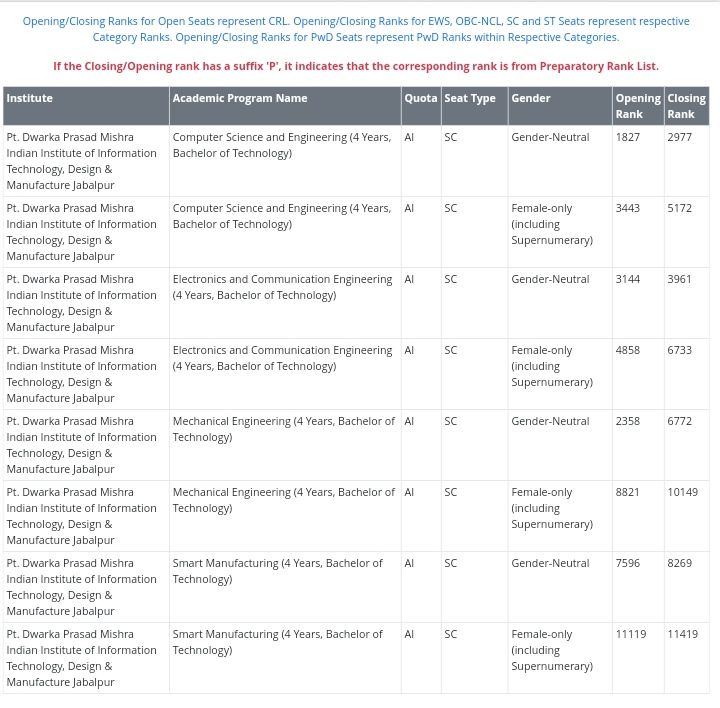 Opening/Closing Ranks for Open Seats represent CRL. Opening/Closing Ranks for EWS, OBC-NCL, SC and ST Seats represent respective
Category Ranks. Opening/Closing Ranks for PwD Seats represent PwD Ranks within Respective Categories.
If the Closing/Opening rank has a suffix 'P', it indicates that the corresponding rank is from Preparatory Rank List.
Institute Academic Program Name Quota Seat Type Gender Opening Closing
Rank Rank
Pt. Dwarka Prasad Mishra Computer Science and Engineering (4 Years, AI SC Gender-Neutral 1827 2977
Indian Institute of Information Bachelor of Technology)
Technology, Design &
Manufacture Jabalpur
Pt. Dwarka Prasad Mishra Computer Science and Engineering (4 Years, AI SC Female-only 3443 5172
Indian Institute of Information Bachelor of Technology) (including
Technology, Design & Supernumerary)
Manufacture Jabalpur
Pt. Dwarka Prasad Mishra Electronics and Communication Engineering AI SC Gender-Neutral 3144 3961
Indian Institute of Information (4 Years, Bachelor of Technology)
Technology, Design &
Manufacture Jabalpur
Pt. Dwarka Prasad Mishra Electronics and Communication Engineering AI SC Female-only 4858 6733
Indian Institute of Information (4 Years, Bachelor of Technology) (including
Technology, Design & Supernumerary)
Manufacture Jabalpur
Pt. Dwarka Prasad Mishra Mechanical Engineering (4 Years, Bachelor of AI SC Gender-Neutral 2358 6772
Indian Institute of Information Technology)
Technology, Design &
Manufacture Jabalpur
Pt. Dwarka Prasad Mishra Mechanical Engineering (4 Years, Bachelor of AI SC Female-only 8821 10149
Indian Institute of Information Technology) (including
Technology, Design & Supernumerary)
Manufacture Jabalpur
Pt. Dwarka Prasad Mishra Smart Manufacturing (4 Years, Bachelor of AI SC Gender-Neutral 7596 8269
Indian Institute of Information Technology)
Technology, Design &
Manufacture Jabalpur
Pt. Dwarka Prasad Mishra Smart Manufacturing (4 Years, Bachelor of AI SC Female-only 11119 11419
Indian Institute of Information Technology) (including
Technology, Design & Supernumerary)
Manufacture Jabalpur